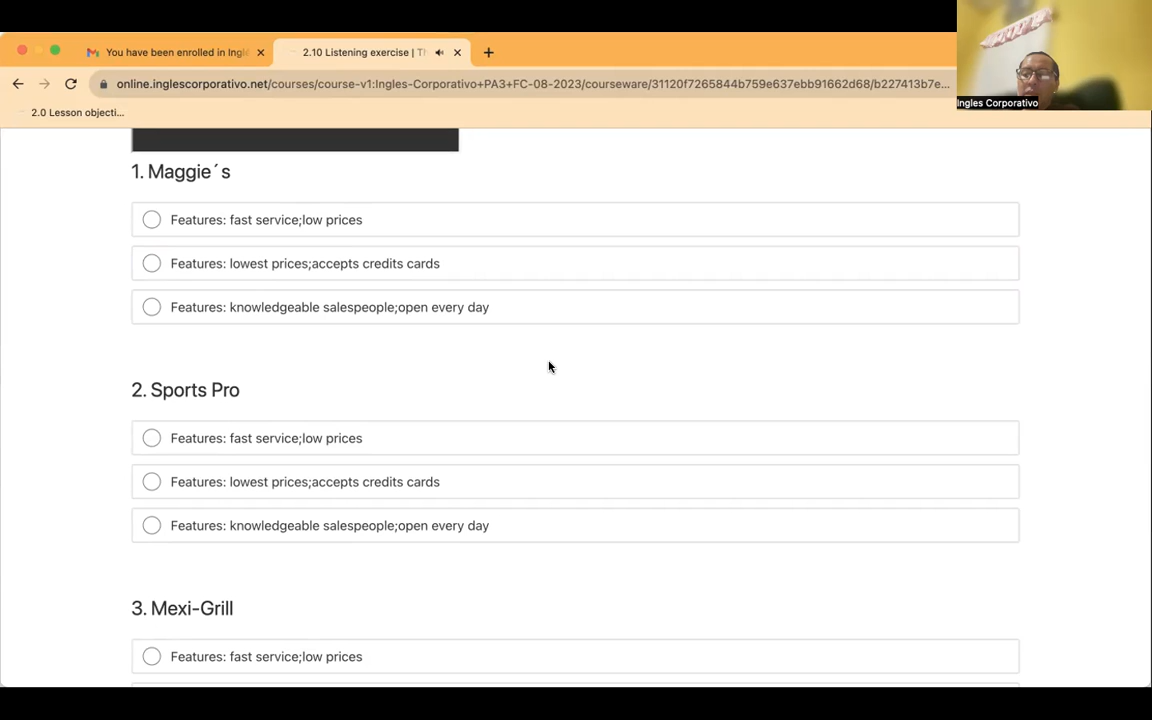 You have been enrolled in Ingl
2.10 Listening exercise | Th
online.inglescorporativo.net/courses/course-v1:Ingles-Corporativo+PA3+FC-08-2023/courseware/31120f7265844b759e637ebb91662d68/b227413b7e...
2.0 Lesson objecti...
Ingles Corporativo
1. Maggie´s
Features: fast service;low prices
Features: lowest prices;accepts credits cards
Features: knowledgeable salespeople;open every day
2. Sports Pro
Features: fast service;low prices
Features: lowest prices;accepts credits cards
Features: knowledgeable salespeople;open every day
3. Mexi-Grill
Features: fast service;low prices